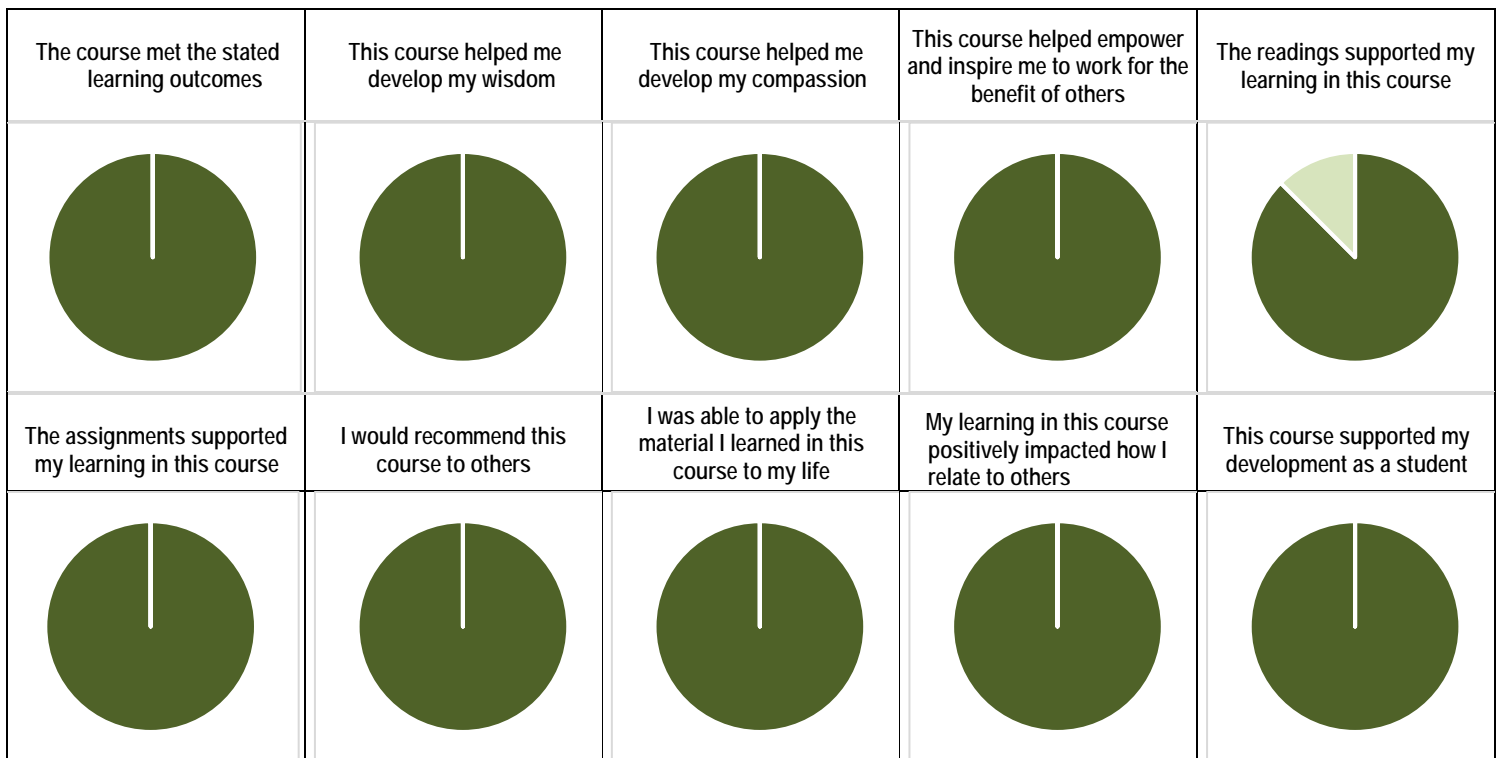 The course met the stated
learning outcomes
This course helped me
develop my wisdom
This course helped me
develop my compassion
This course helped empower
and inspire me to work for the
benefit of others
The readings supported my
learning in this course
The assignments supported
my learning in this course
I would recommend this
course to others
I was able to apply the
material I learned in this
course to my life
My learning in this course
positively impacted how I
relate to others
This course supported my
development as a student